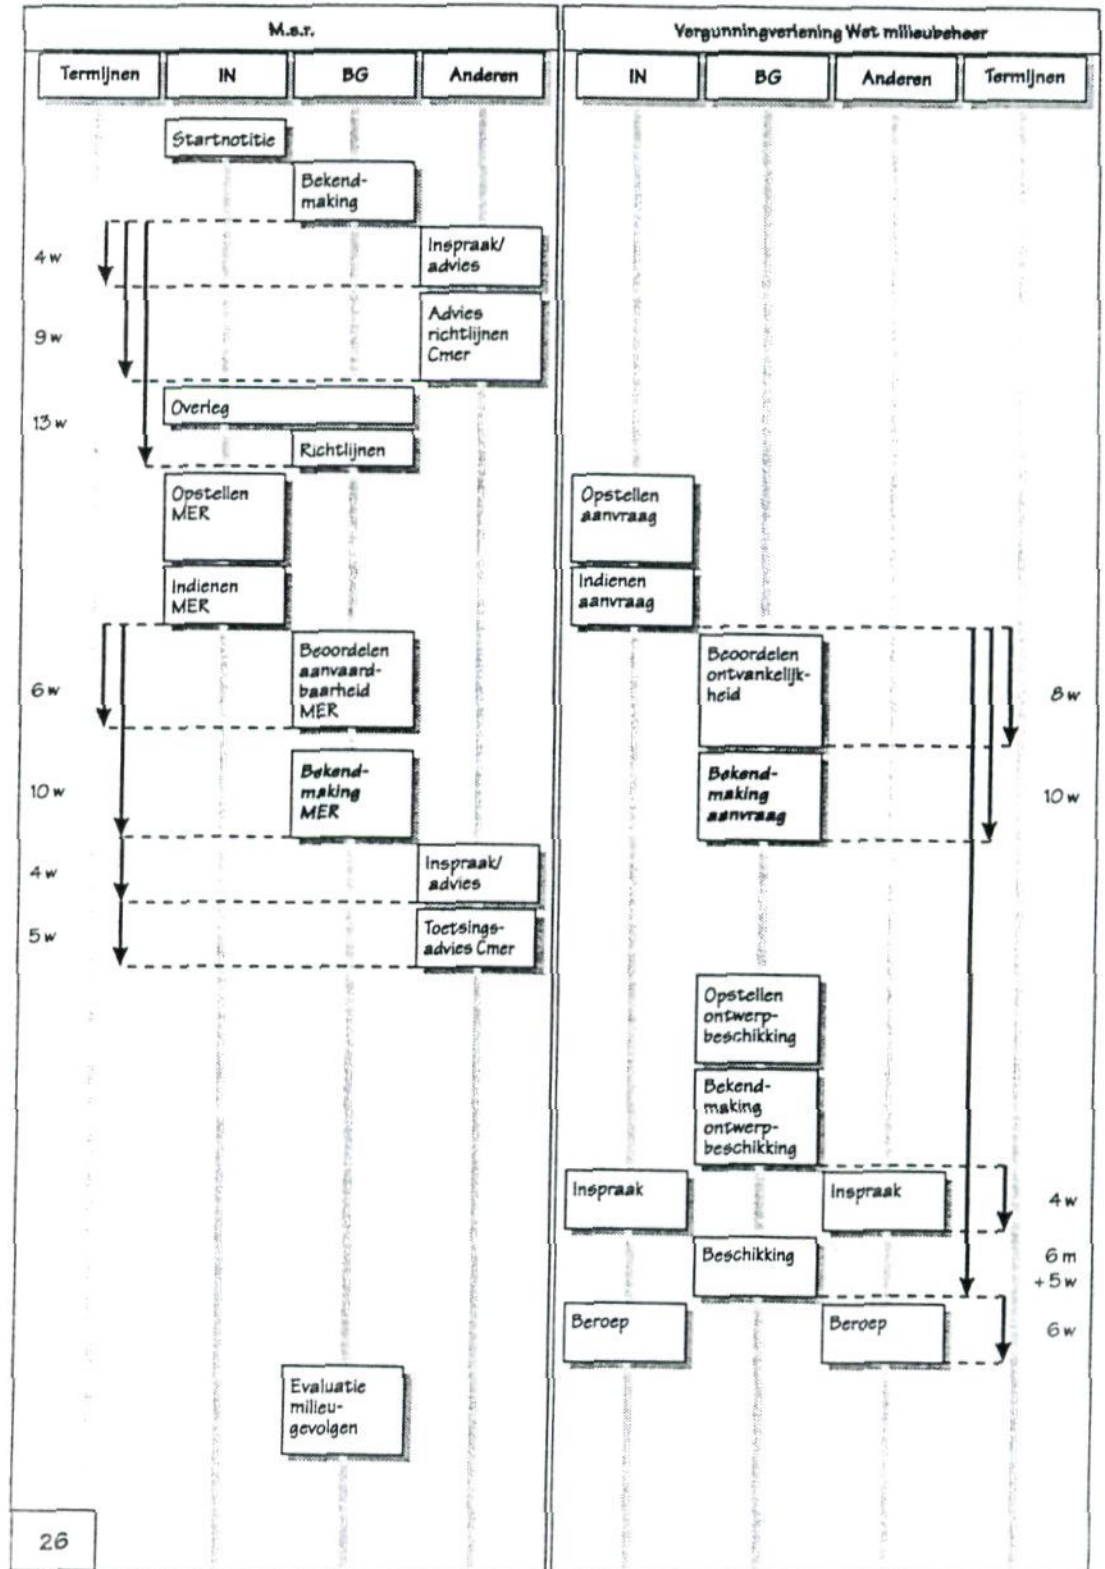 M.e.r.
Vergunningverlening Wet milieubeheer
Termijnen
IN
BG
Anderen
IN
BG
Anderen
Termijnen
Startnotitie
Bekend-
making
4 w
Inspraak/
advies
9 w
Advies
richtlijnen
Cmer
13 w
Overleg
Richtlijnen
Opstellen
MER
Opstellen
aanvraag
Indienen
MER
Indienen
aanvraag
6 w
Beoordelen
aanvaard-
baarheid
MER
Beoordelen
ontvankelijk-
heid
8 w
10 w
Bekend-
making
MER
Bekend-
making
aanvraag
10 w
4 w
Inspraak/
advies
5 w
Toetsings-
advies Cmer
Opstellen
ontwerp-
beschikking
Bekend-
making
ontwerp-
beschikking
Inspraak
Inspraak
4 w
Beschikking
6 m
+ 5 w
Beroep
Beroep
6 w
Evaluatie
milieu-
gevolgen
26